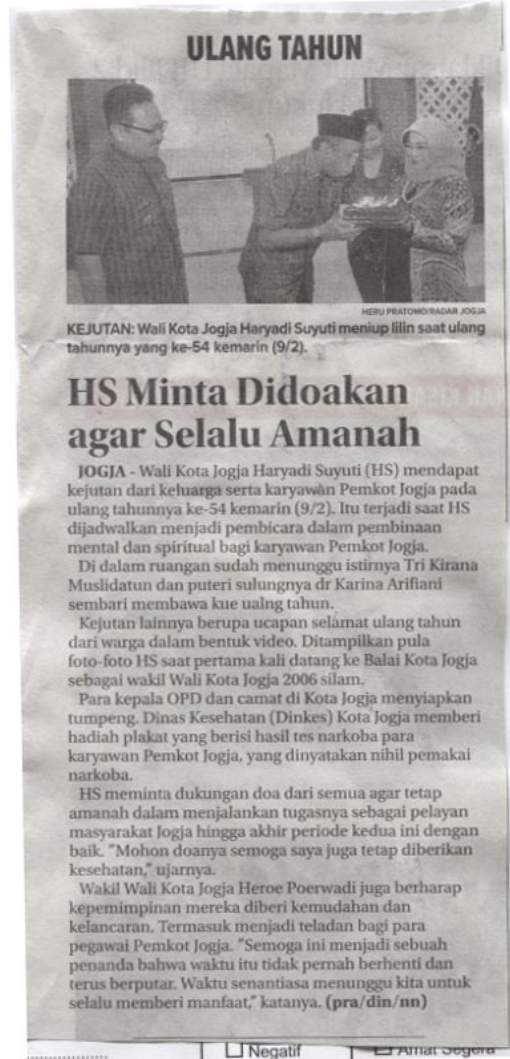 ULANG TAHUN
HERU PRATOMO/RADAR JOGJA
KEJUTAN: Wali Kota Jogja Haryadi Suyuti meniup lilin saat ulang
tahunnya yang ke-54 kemarin (9/2).
HS Minta Didoakan
agar Selalu Amanah
JOGJA - Wali Kota Jogja Haryadi Suyuti (HS) mendapat
kejutan dari keluarga serta karyawan Pemkot Jogja pada
ulang tahunnya ke-54 kemarin (9/2). Itu terjadi saat HS
dijadwalkan menjadi pembicara dalam pembinaan
mental dan spiritual bagi karyawan Pemkot Jogja.
Di dalam ruangan sudah menunggu istirnya Tri Kirana
Muslidatun dan puteri sulungnya dr Karina Arifiani
sembari membawa kue ualng tahun.
Kejutan lainnya berupa ucapan selamat ulang tahun
dari warga dalam bentuk video. Ditampilkan pula
foto-foto HS saat pertama kali datang ke Balai Kota Jogja
sebagai wakil Wali Kota Jogja 2006 silam.
Para kepala OPD dan camat di Kota Jogja menyiapkan
tumpeng. Dinas Kesehatan (Dinkes) Kota Jogja memberi
hadiah plakat yang berisi hasil tes narkoba para
karyawan Pemkot Jogja, yang dinyatakan nihil pemakai
narkoba.
HS meminta dukungan doa dari semua agar tetap
amanah dalam menjalankan tugasnya sebagai pelayan
masyarakat Jogja hingga akhir periode kedua ini dengan
baik. "Mohon doanya semoga saya juga tetap diberikan
kesehatan," ujarnya.
Wakil Wali Kota Jogja Heroe Poerwadi juga berharap
kepemimpinan mereka diberi kemudahan dan
kelancaran. Termasuk menjadi teladan bagi para
pegawai Pemkot Jogja. "Semoga ini menjadi sebuah
penanda bahwa waktu itu tidak pernah berhenti dan
terus berputar. Waktu senantiasa menunggu kita untuk
selalu memberi manfaat," katanya. (pra/din/nn)
Negatif
Amat Segera